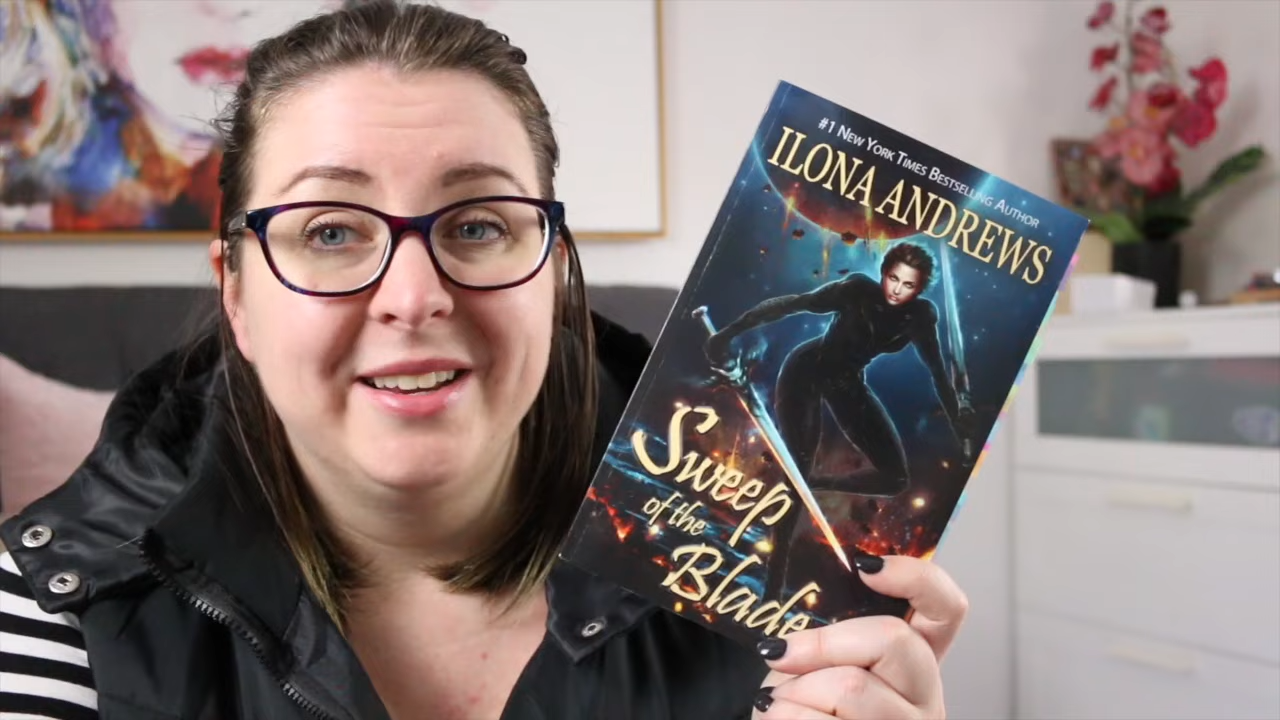 #1 New York Times Bestselling Author
ILONA ANDREWS
Sweep
of the
Blade